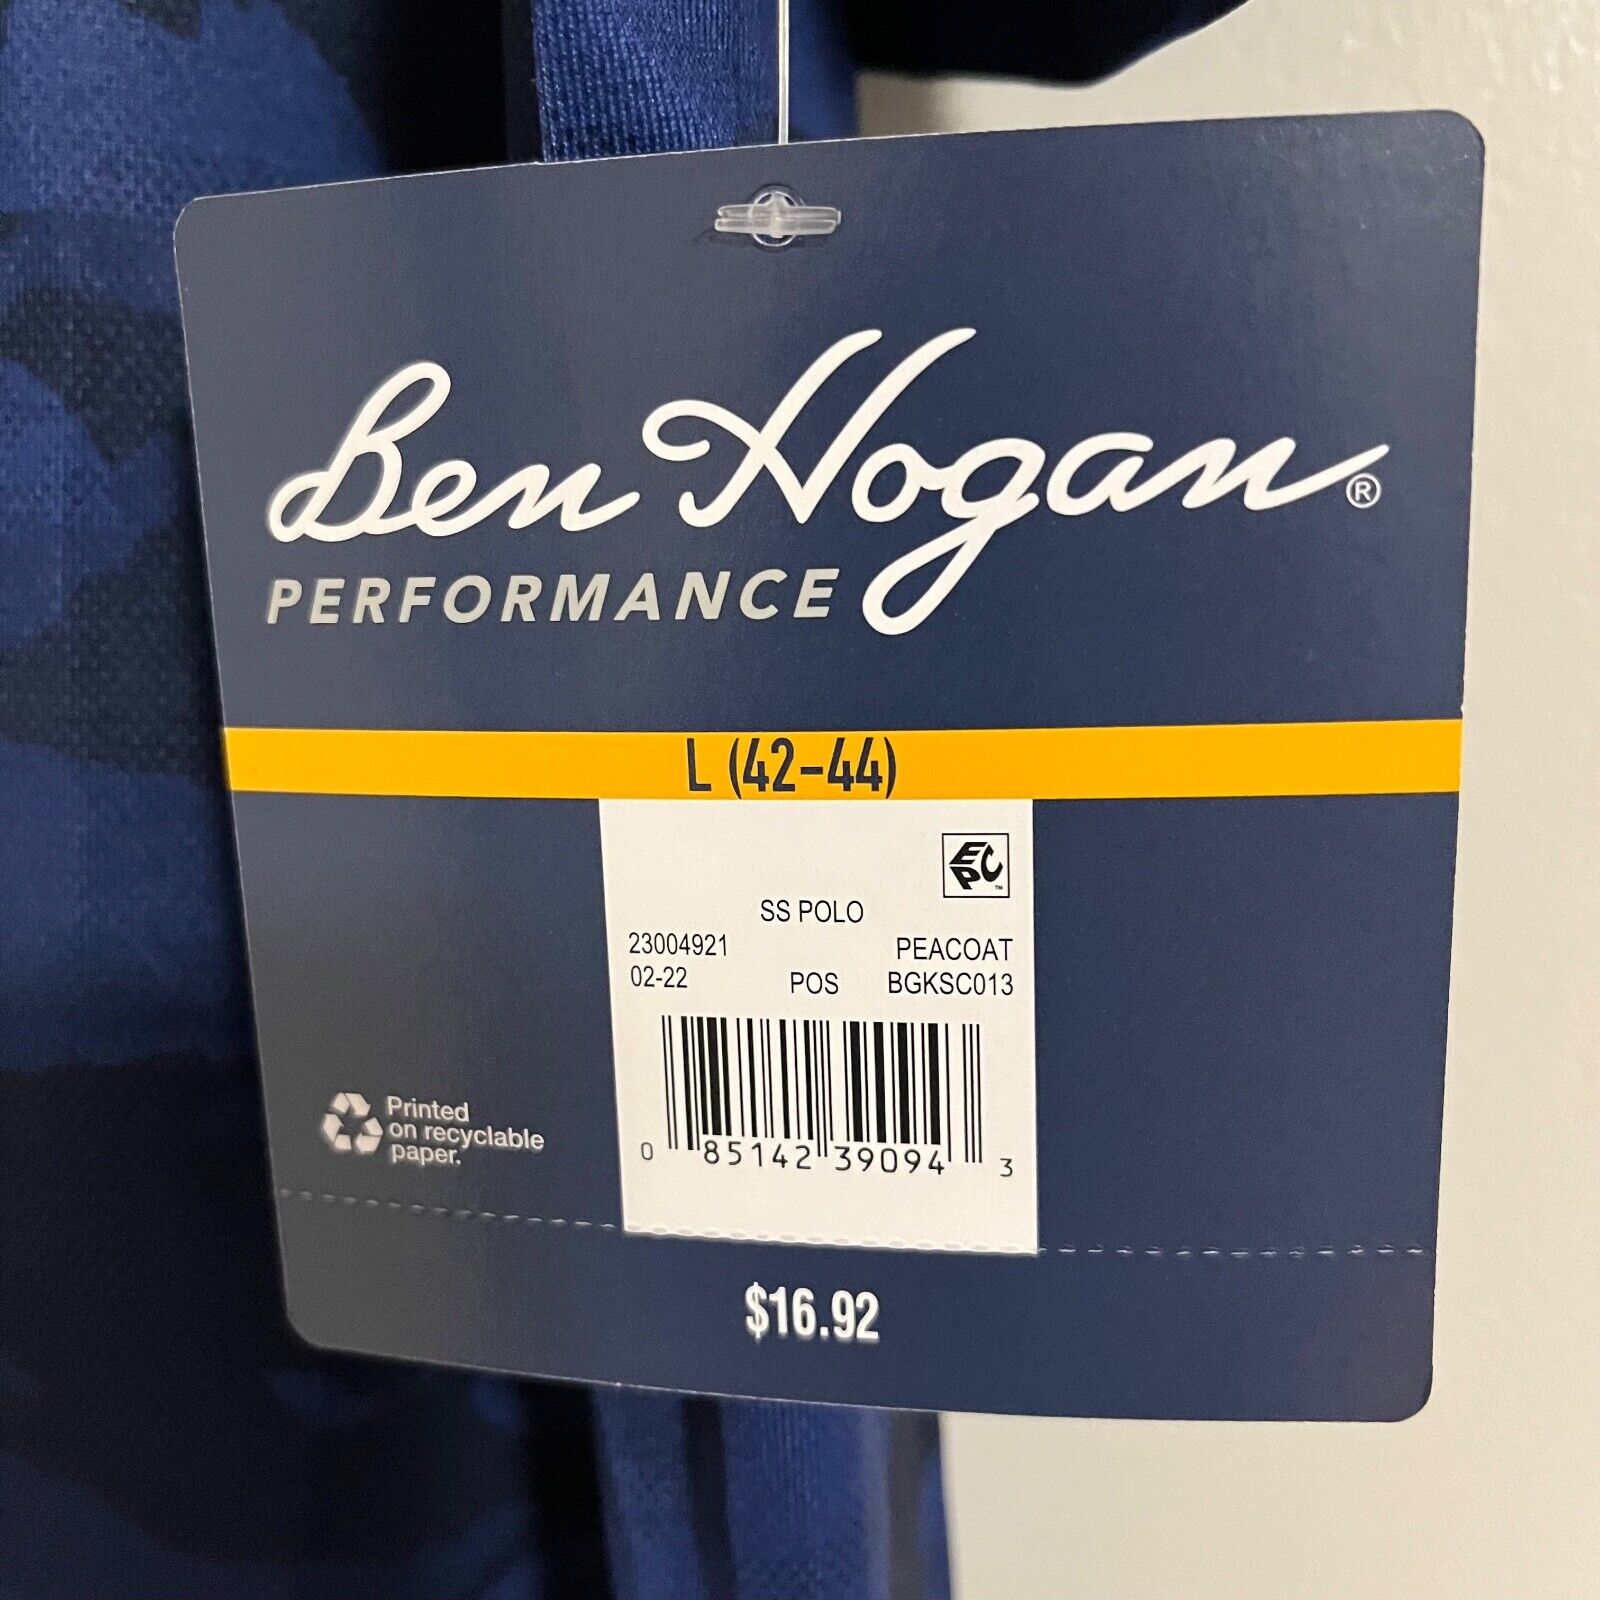 Ben Hogan®
PERFORMANCE
L (42-44)
EPC™
SS POLO
23004921 PEACOAT
02-22 POS BGKSC013
0 85142 39094 3
Printed
on recyclable
paper.
$16.92